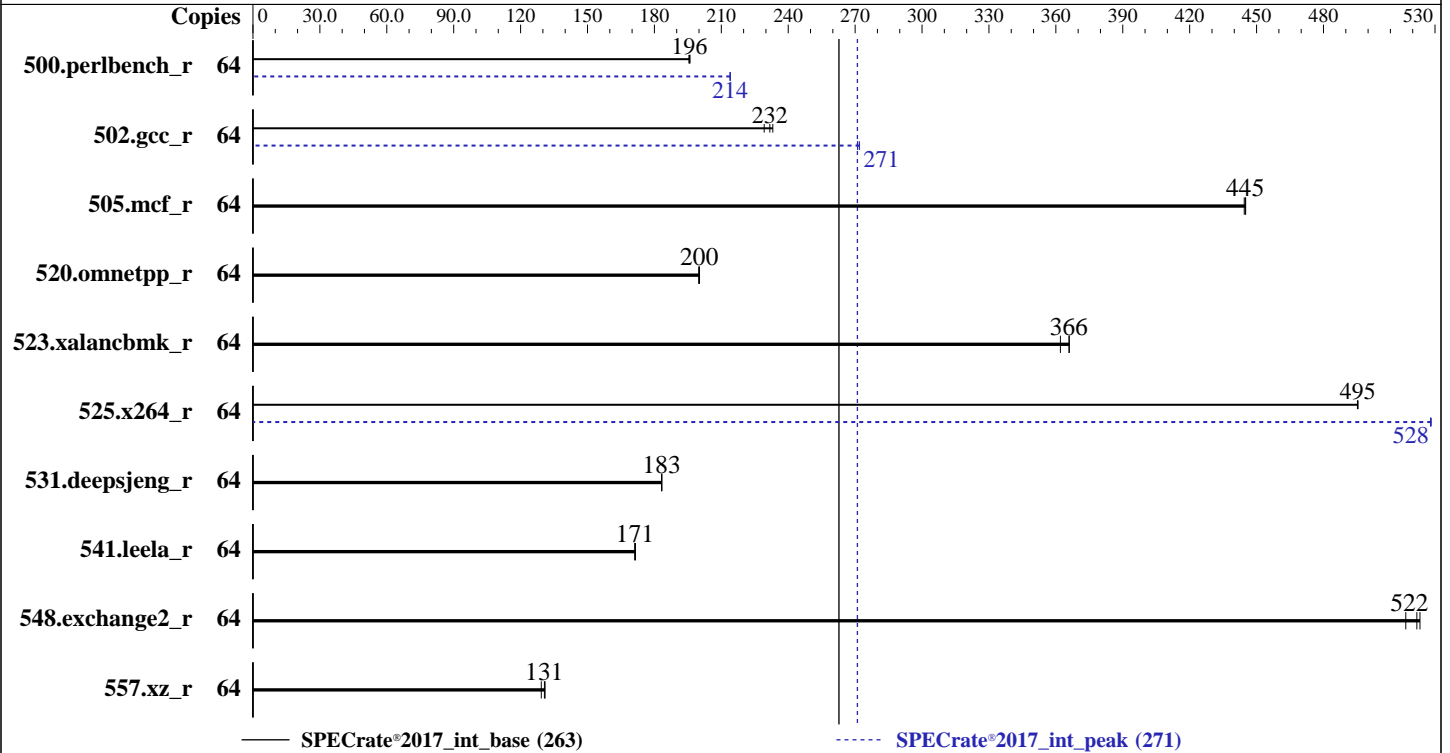 Copies 0 30.0 60.0 90.0 120 150 180 210 240 270 300 330 360 390 420 450 480 530
196
500.perlbench_r 64
214
232
502.gcc_r 64
271
445
505.mcf_r 64
200
520.omnetpp_r 64
366
523.xalancbmk_r 64
495
525.x264_r 64
528
183
531.deepsjeng_r 64
171
541.leela_r 64
522
548.exchange2_r 64
131
557.xz_r 64
SPECrate®2017_int_base (263) SPECrate®2017_int_peak (271)